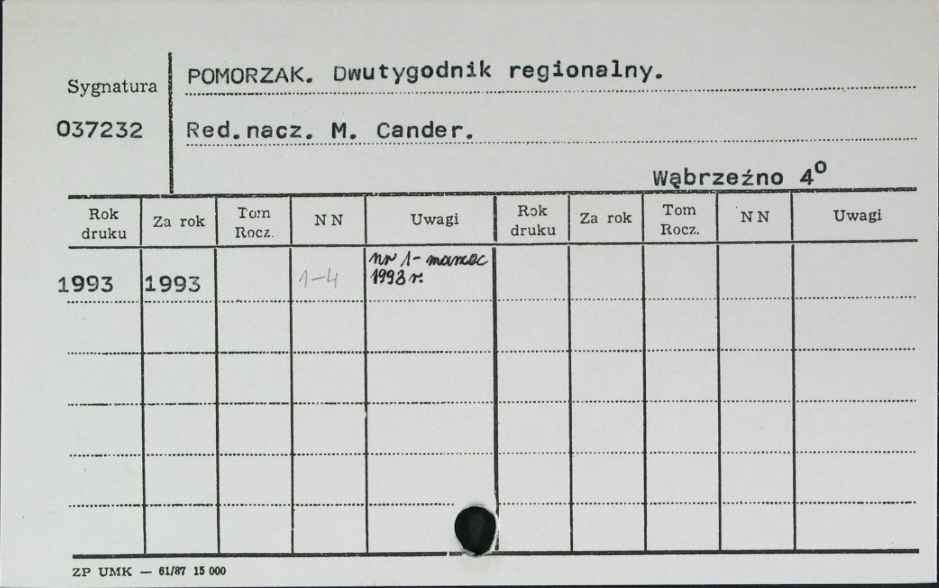 POMORZAK. Dwutygodnik regionalny.
Sygnatura
037232
Red.nacz. M. Cander.
Wąbrzeźno 4º
Rok druku Za rok Tom Rocz. N N Uwagi Rok druku Za rok Tom Rocz. N N Uwagi
1993 1993 1-4 nr 1- marzec
1993 r.
ZP UMK — 61/87 15 000